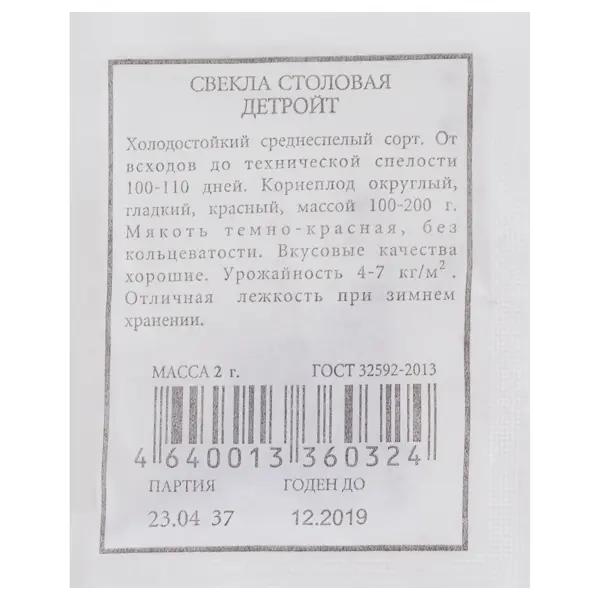 СВЕКЛА СТОЛОВАЯ
ДЕТРОЙТ
Холодостойкий среднеспелый сорт. От
всходов до технической спелости
100-110 дней. Корнеплод округлый,
гладкий, красный, массой 100-200 г.
Мякоть темно-красная, без
кольцеватости. Вкусовые качества
хорошие. Урожайность 4-7 кг/м².
Отличная лежкость при зимнем
хранении.
МАССА 2 г. ГОСТ 32592-2013
4 640013 360324
ПАРТИЯ ГОДЕН ДО
23.04 37 12.2019